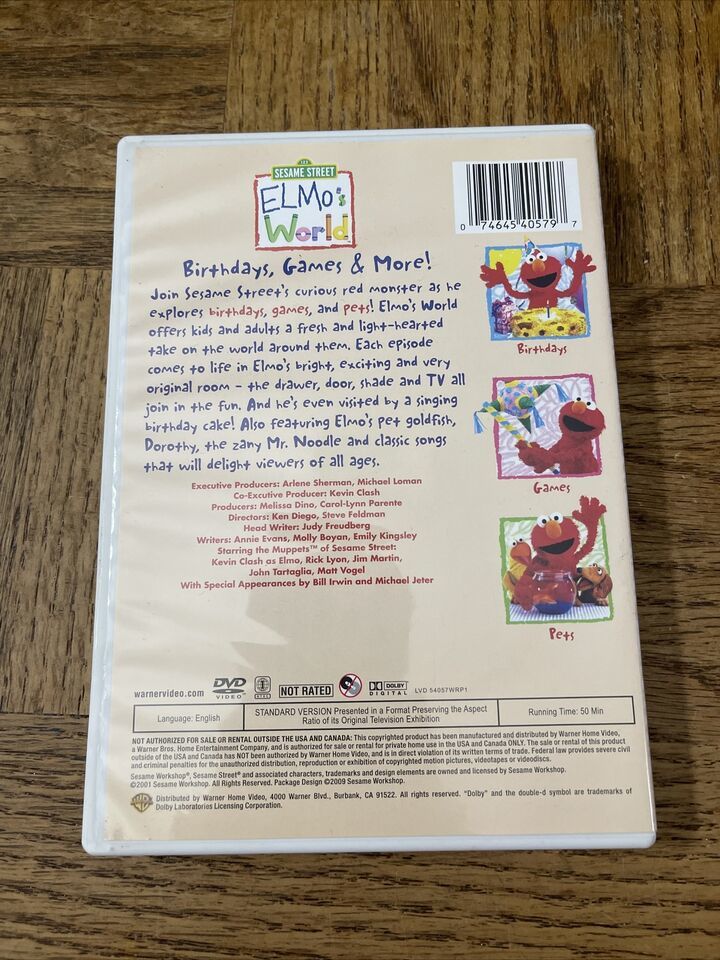 123
SESAME STREET
ELMO's
World
0 74645 40579 7
Birthdays, Games & More!
Join Sesame Street's curious red monster as he
explores birthdays, games, and pets! Elmo's World
offers kids and adults a fresh and light-hearted
take on the world around them. Each episode
comes to life in Elmo's bright, exciting and very
original room – the drawer, door, shade and TV all
join in the fun. And he's even visited by a singing
birthday cake! Also featuring Elmo's pet goldfish,
Dorothy, the zany Mr. Noodle and classic songs
that will delight viewers of all ages.
Birthdays
Games
Pets
Executive Producers: Arlene Sherman, Michael Loman
Co-Excutive Producer: Kevin Clash
Producers: Melissa Dino, Carol-Lynn Parente
Directors: Ken Diego, Steve Feldman
Head Writer: Judy Freudberg
Writers: Annie Evans, Molly Boyan, Emily Kingsley
Starring the Muppets™ of Sesame Street:
Kevin Clash as Elmo, Rick Lyon, Jim Martin,
John Tartaglia, Matt Vogel
With Special Appearances by Bill Irwin and Michael Jeter
warnervideo.com DVD VIDEO NOT RATED DOLBY DIGITAL LVD 54057WRP1
Language: English
STANDARD VERSION Presented in a Format Preserving the Aspect
Ratio of its Original Television Exhibition
Running Time: 50 Min
NOT AUTHORIZED FOR SALE OR RENTAL OUTSIDE THE USA AND CANADA: This copyrighted product has been manufactured and distributed by Warner Home Video,
a Warner Bros. Home Entertainment Company, and is authorized for sale or rental for private home use in the USA and Canada ONLY. The sale or rental of this product
outside of the USA and Canada has NOT been authorized by Warner Home Video, and is in direct violation of its written terms of trade. Federal law provides severe civil
and criminal penalties for the unauthorized distribution, reproduction or exhibition of copyrighted motion pictures, videotapes or videodiscs.
Sesame Workshop®, Sesame Street® and associated characters, trademarks and design elements are owned and licensed by Sesame Workshop.
©2001 Sesame Workshop. All Rights Reserved. Package Design ©2009 Sesame Workshop.
Distributed by Warner Home Video, 4000 Warner Blvd., Burbank, CA 91522. All rights reserved. "Dolby" and the double-d symbol are trademarks of
Dolby Laboratories Licensing Corporation.